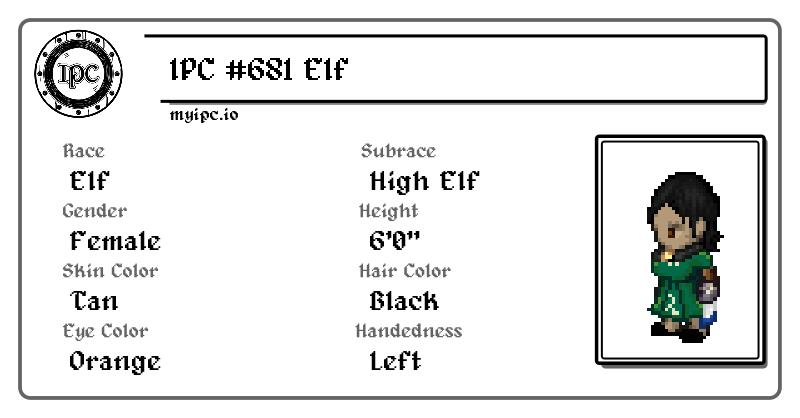 IPC
IPC #681 Elf
myipc.io
Race
Elf
Subrace
High Elf
Gender
Female
Height
6'0"
Skin Color
Tan
Hair Color
Black
Eye Color
Orange
Handedness
Left